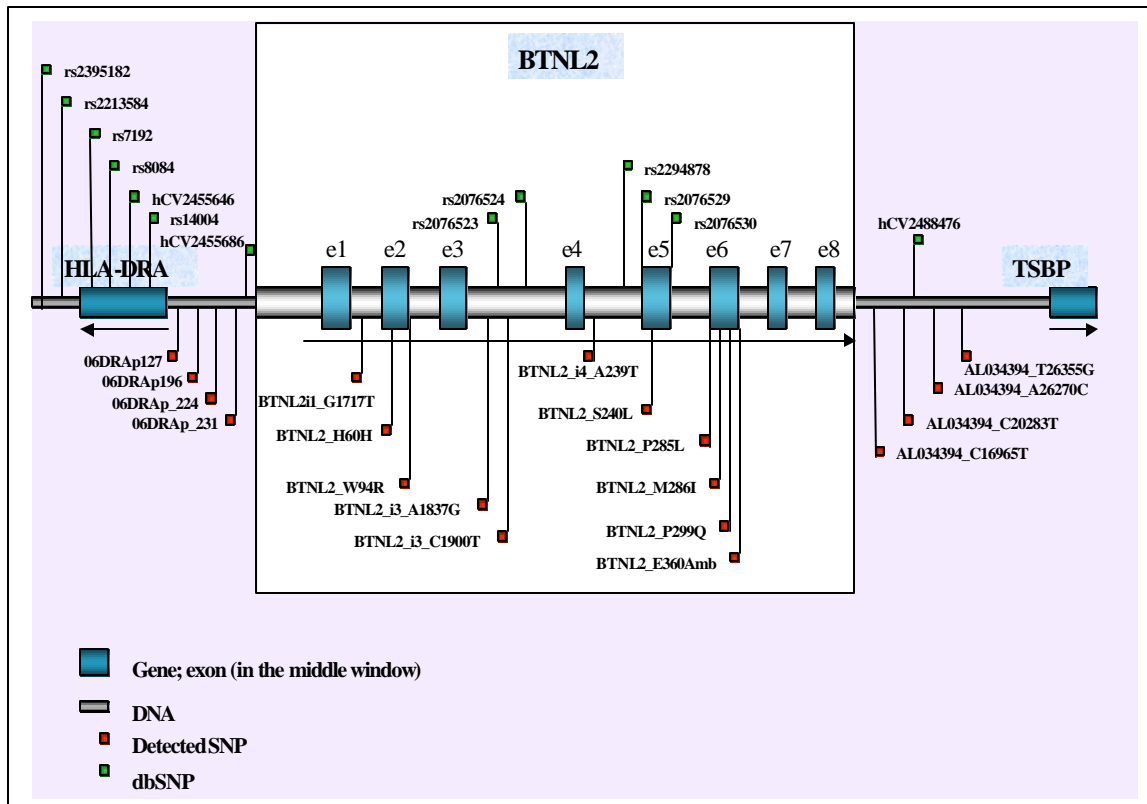 BTNL2
rs2395182
rs2213584
rs7192
rs8084
hCV2455646
rs14004
hCV2455686
rs2076524
rs2076523
rs2294878
rs2076529
rs2076530
hCV2488476
HLA-DRA
e1 e2 e3 e4 e5 e6 e7 e8
TSBP
06DRAp127
06DRAp196
06DRAp_224
06DRAp_231
BTNL2i1_G1717T
BTNL2_H60H
BTNL2_W94R
BTNL2_i3_A1837G
BTNL2_i3_C1900T
BTNL2_i4_A239T
BTNL2_S240L
BTNL2_P285L
BTNL2_M286I
BTNL2_P299Q
BTNL2_E360Amb
AL034394_T26355G
AL034394_A26270C
AL034394_C20283T
AL034394_C16965T
Gene; exon (in the middle window)
DNA
Detected SNP
dbSNP